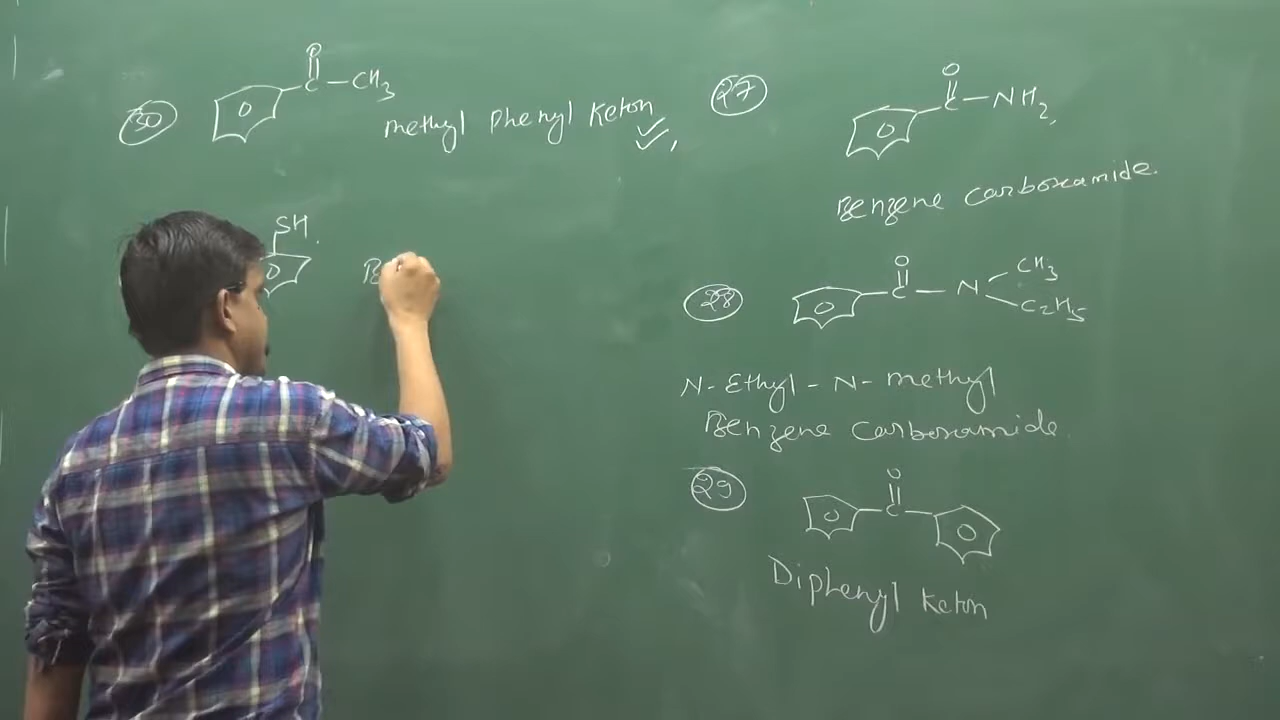 30
O
C – CH3
O
methyl phenyl Keton
SH
O
B
27
O
C – NH2
O
Benzene carboxamide.
28
O
C – N
CH3
C2H5
O
N- Ethyl - N- methyl
Benzene carboxamide.
29
O
C
O
O
Diphenyl Keton